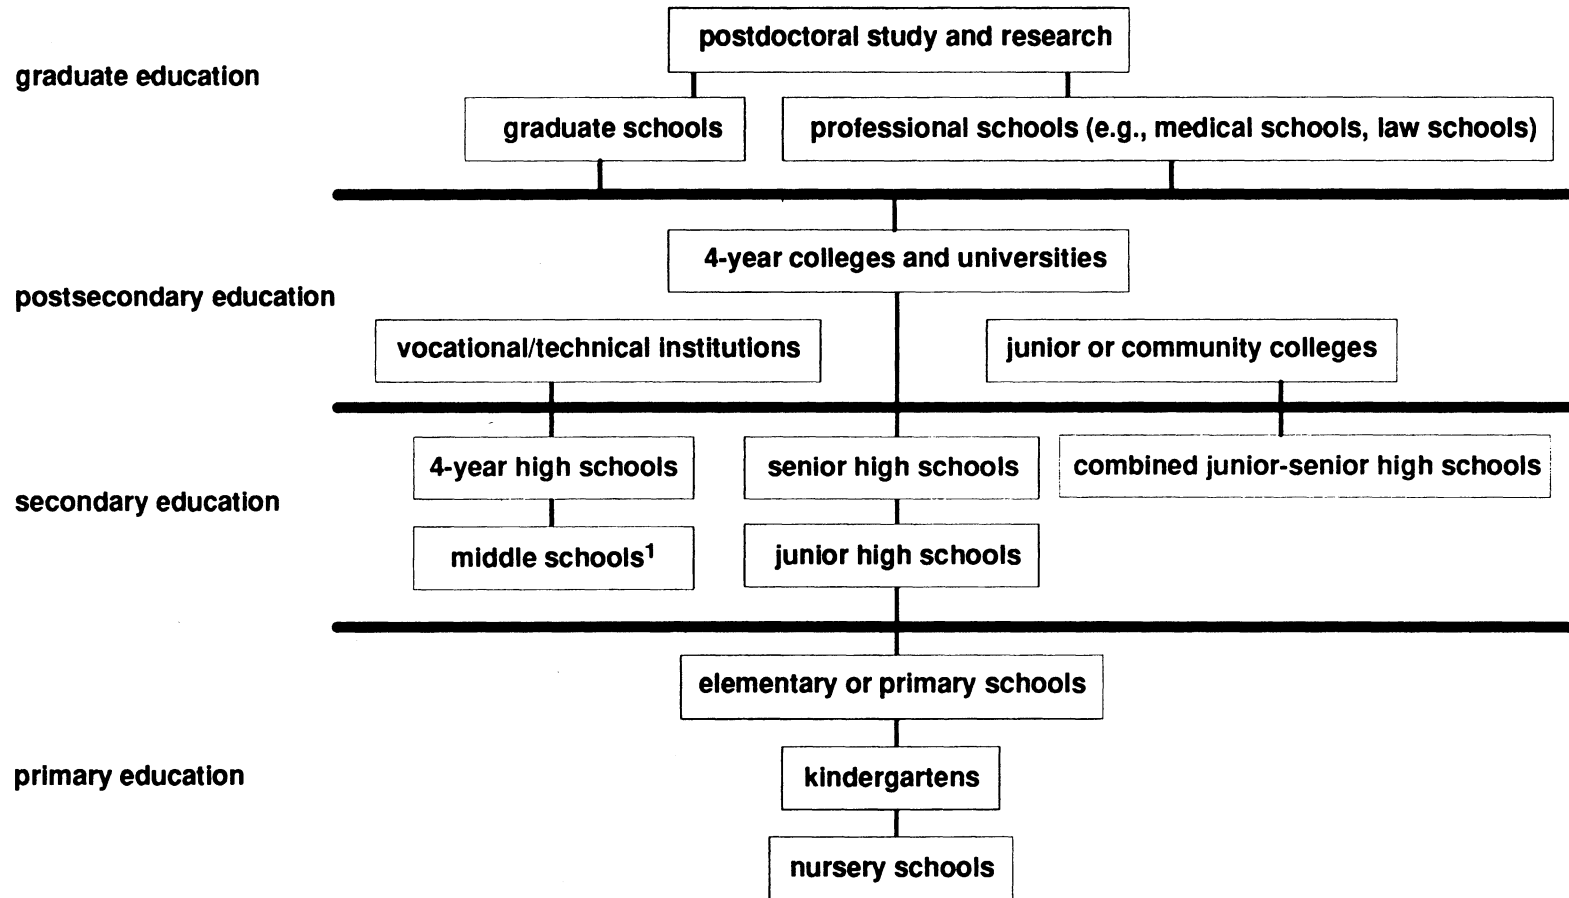 postdoctoral study and research
graduate education
graduate schools
professional schools (e.g., medical schools, law schools)
4-year colleges and universities
postsecondary education
vocational/technical institutions
junior or community colleges
4-year high schools
senior high schools
combined junior-senior high schools
secondary education
middle schools¹
junior high schools
elementary or primary schools
primary education
kindergartens
nursery schools